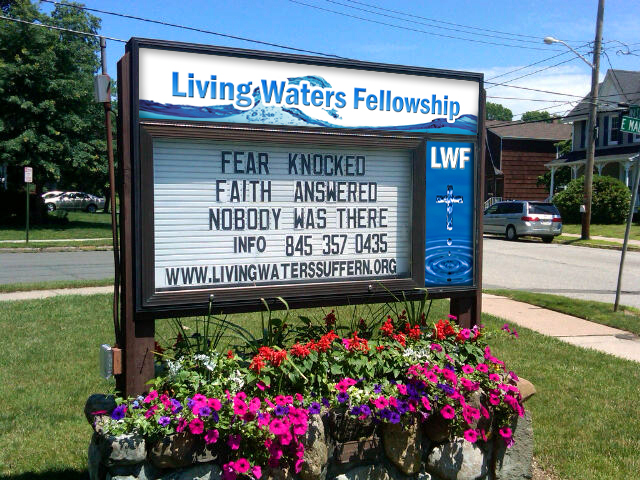 Living Waters Fellowship
LWF
FEAR KNOCKED
FAITH ANSWERED
NOBODY WAS THERE
INFO 845 357 0435
WWW.LIVINGWATERSSUFFERN.ORG